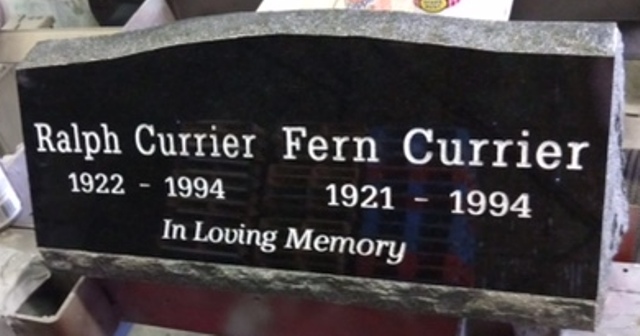 Ralph Currier Fern Currier
1922 - 1994 1921 - 1994
In Loving Memory